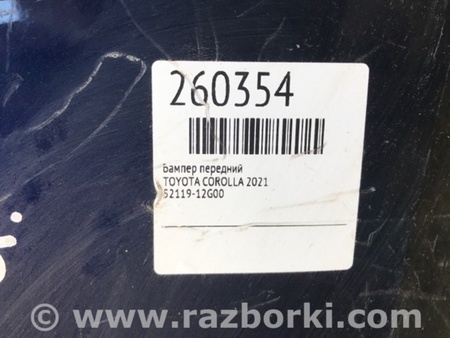 260354
Бампер передний
TOYOTA COROLLA 2021
52119-12G00
© www.razborki.com